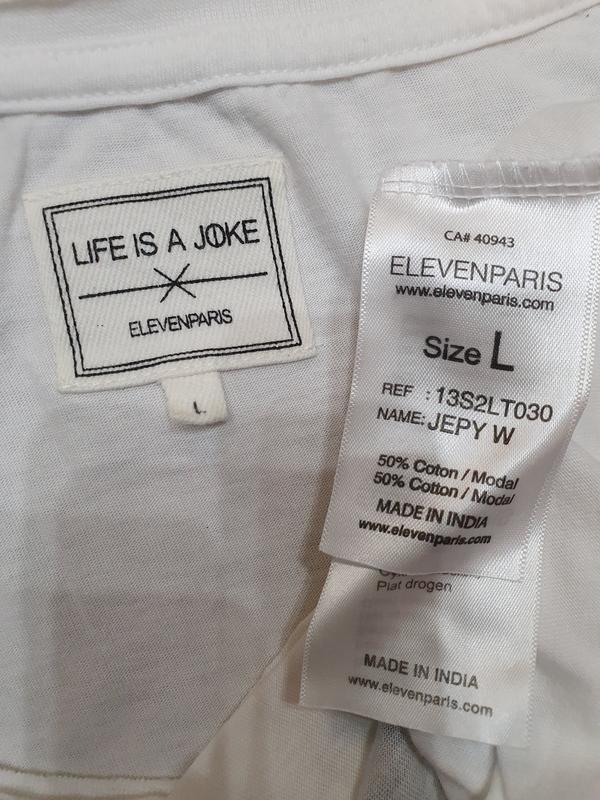 LIFE IS A JOKE
ELEVENPARIS
L
CA# 40943
ELEVENPARIS
www.elevenparis.com
Size L
REF : 13S2LT030
NAME: JEPY W
50% Coton / Modal
50% Cotton / Modal
MADE IN INDIA
www.elevenparis.com
Plat drogen
MADE IN INDIA
www.elevenparis.com